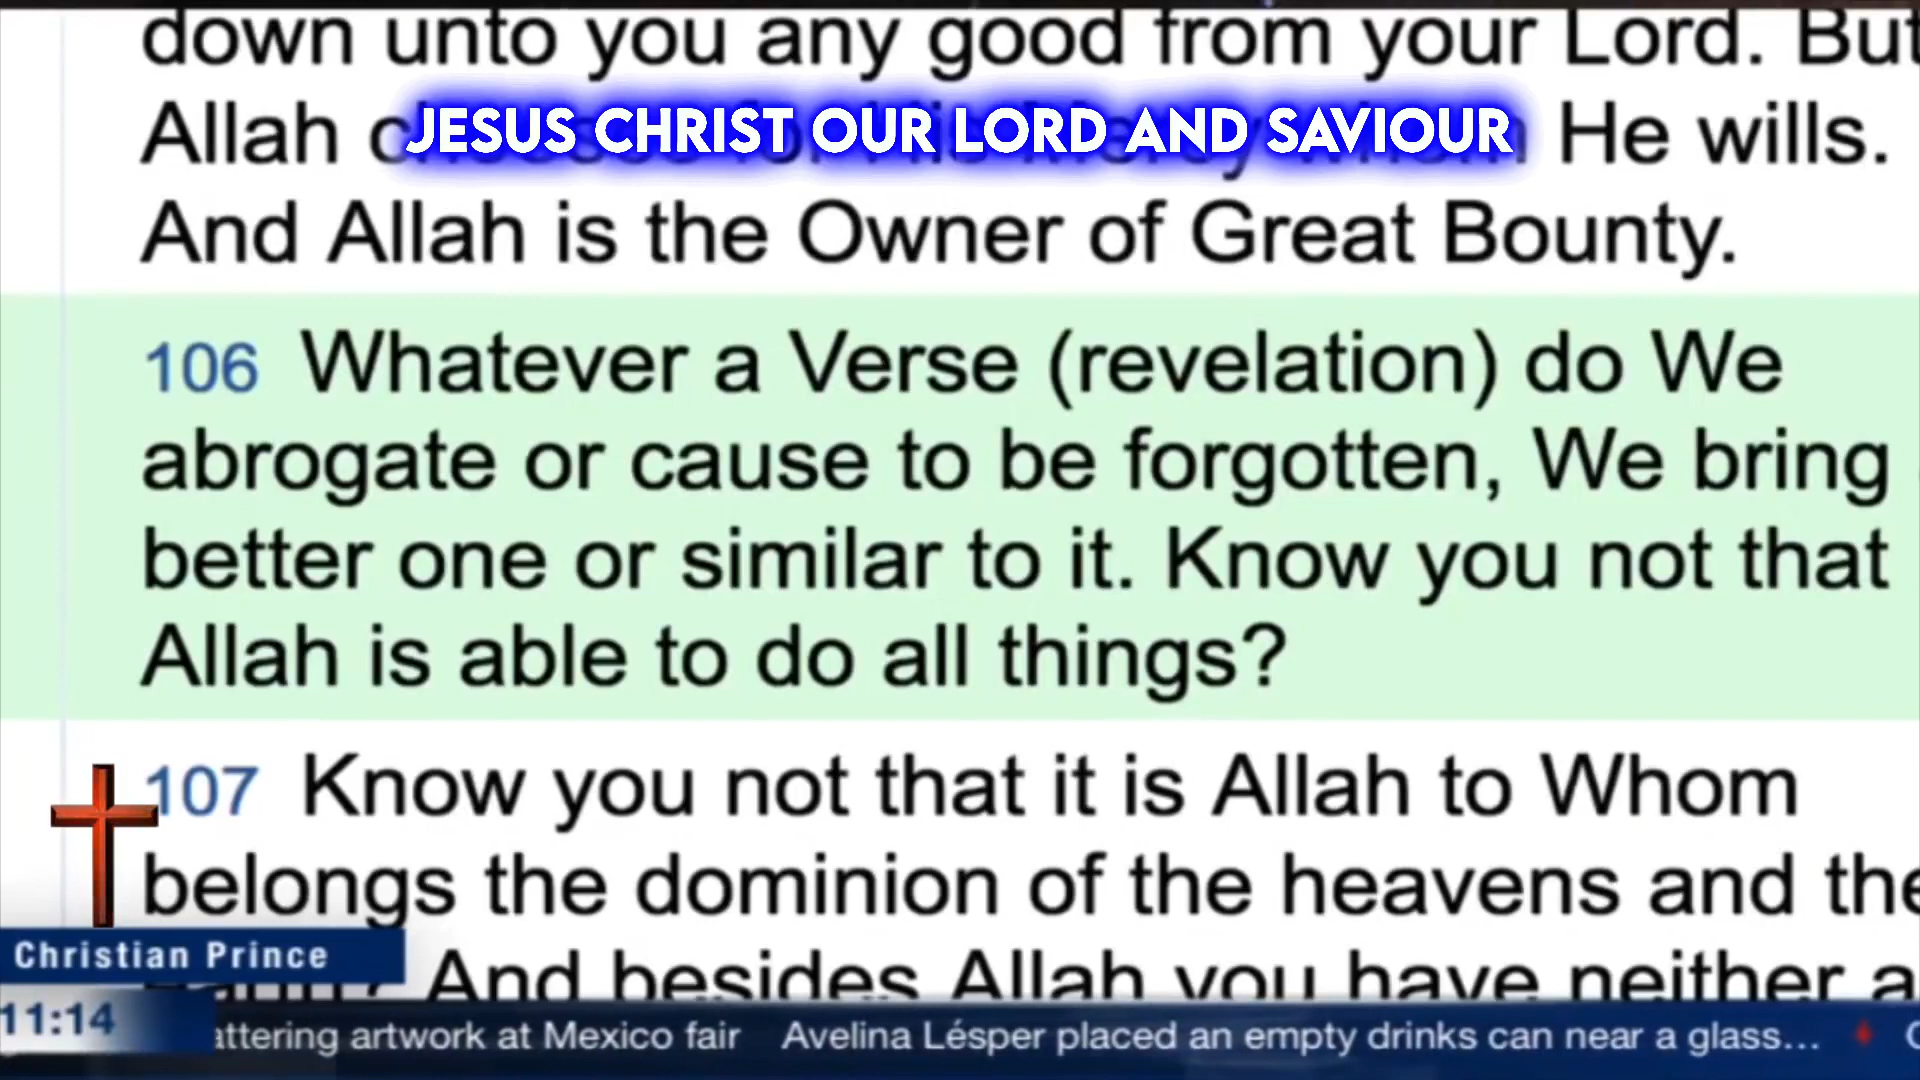 down unto you any good from your Lord. But
Allah He wills.
JESUS CHRIST OUR LORD AND SAVIOUR
And Allah is the Owner of Great Bounty.
106 Whatever a Verse (revelation) do We
abrogate or cause to be forgotten, We bring
better one or similar to it. Know you not that
Allah is able to do all things?
107 Know you not that it is Allah to Whom
belongs the dominion of the heavens and the
And besides Allah you have neither a
Christian Prince
11:14
attering artwork at Mexico fair Avelina Lésper placed an empty drinks can near a glass...